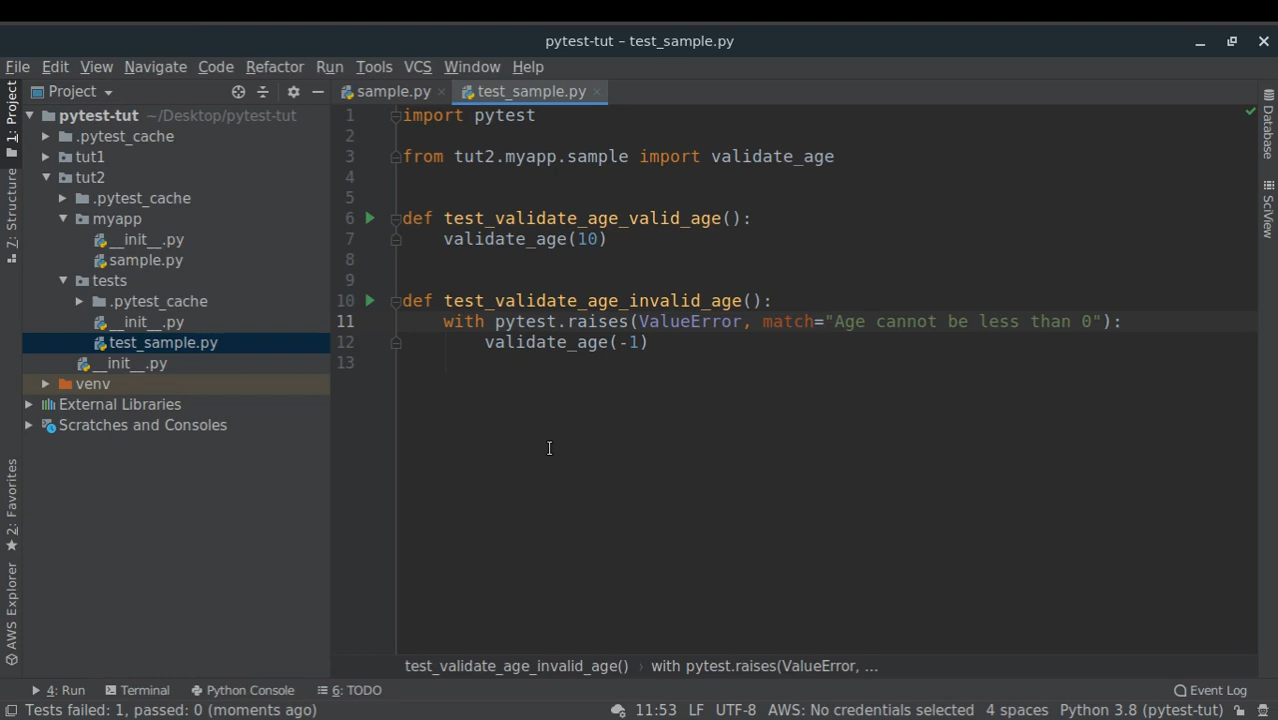 pytest-tut – test_sample.py
File Edit View Navigate Code Refactor Run Tools VCS Window Help
Project
sample.py
test_sample.py
1: Project
7: Structure
2: Favorites
AWS Explorer
pytest-tut ~/Desktop/pytest-tut
.pytest_cache
tut1
tut2
.pytest_cache
myapp
__init__.py
sample.py
tests
.pytest_cache
__init__.py
test_sample.py
__init__.py
venv
External Libraries
Scratches and Consoles
1 import pytest
2
3 from tut2.myapp.sample import validate_age
4
5
6 def test_validate_age_valid_age():
7 validate_age(10)
8
9
10 def test_validate_age_invalid_age():
11 with pytest.raises(ValueError, match="Age cannot be less than 0"):
12 validate_age(-1)
13
Database
SciView
test_validate_age_invalid_age() › with pytest.raises(ValueError, ...
4: Run Terminal Python Console 6: TODO Event Log
Tests failed: 1, passed: 0 (moments ago) 11:53 LF UTF-8 AWS: No credentials selected 4 spaces Python 3.8 (pytest-tut)